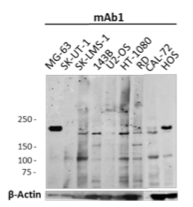 mAb1
MG-63
SK-UT-1
SK-LMS-1
143B
U2-OS
HT-1080
RD
CAL-72
HOS
250-
150-
100-
75-
β-Actin